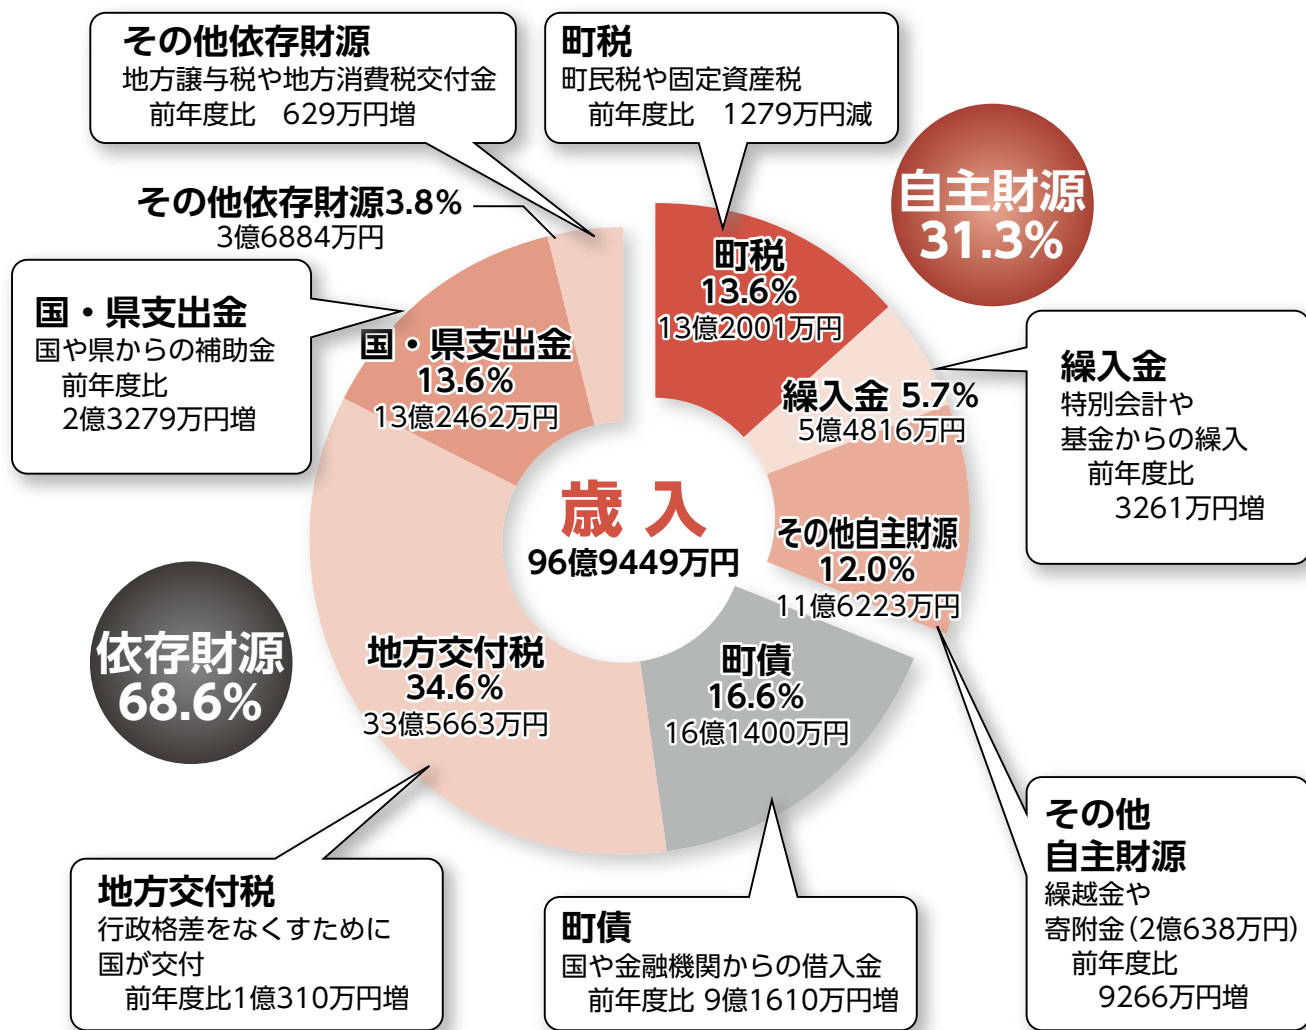 その他依存財源
地方譲与税や地方消費税交付金
前年度比　629万円増
町税
町民税や固定資産税
前年度比　1279万円減
自主財源
31.3%
その他依存財源3.8%
3億6884万円
町税
13.6%
13億2001万円
国・県支出金
国や県からの補助金
前年度比
2億3279万円増
国・県支出金
13.6%
13億2462万円
繰入金 5.7%
5億4816万円
繰入金
特別会計や
基金からの繰入
前年度比
3261万円増
歳 入
96億9449万円
その他自主財源
12.0%
11億6223万円
依存財源
68.6%
地方交付税
34.6%
33億5663万円
町債
16.6%
16億1400万円
地方交付税
行政格差をなくすために
国が交付
前年度比1億310万円増
町債
国や金融機関からの借入金
前年度比 9億1610万円増
その他
自主財源
繰越金や
寄附金(2億638万円)
前年度比
9266万円増